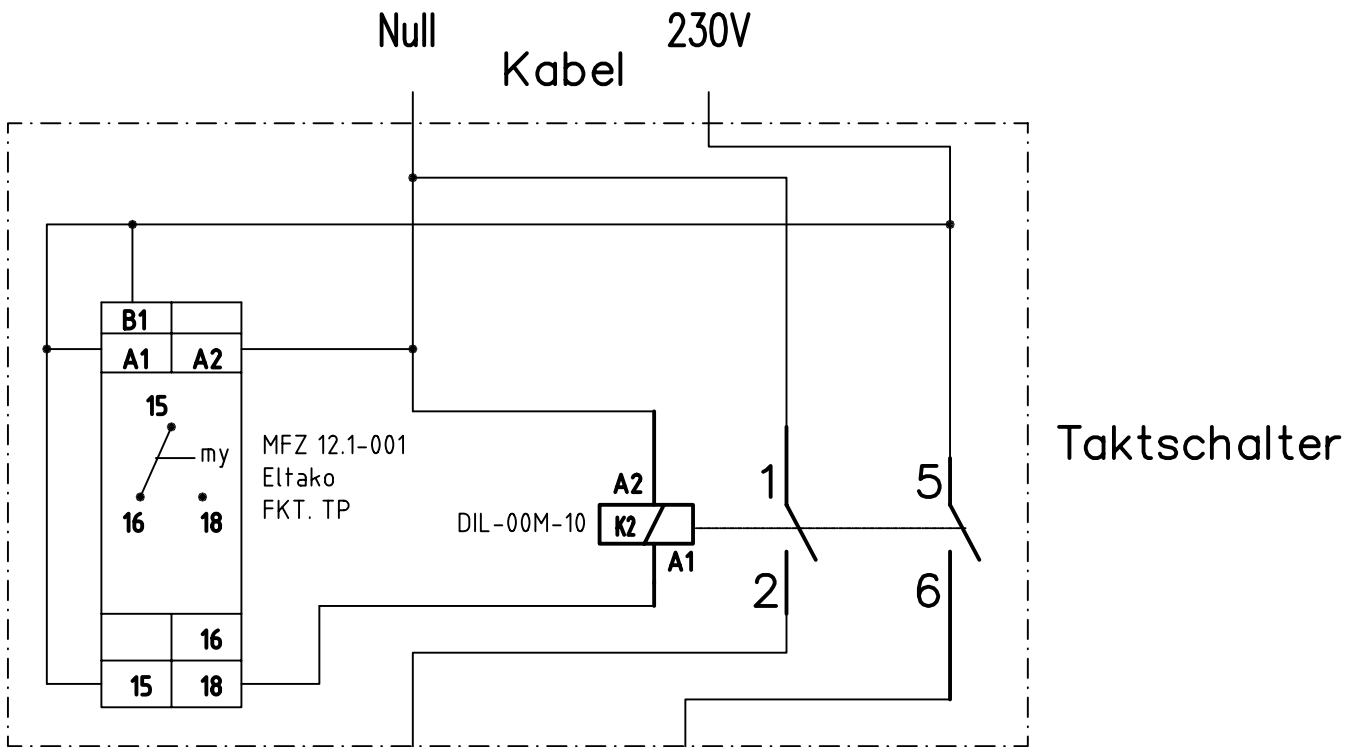 Null
230V
Kabel
B1
A1
A2
15
my
16
18
MFZ 12.1-001
Eltako
FKT. TP
16
15
18
DIL-00M-10
A2
K2
A1
1
2
5
6
Taktschalter